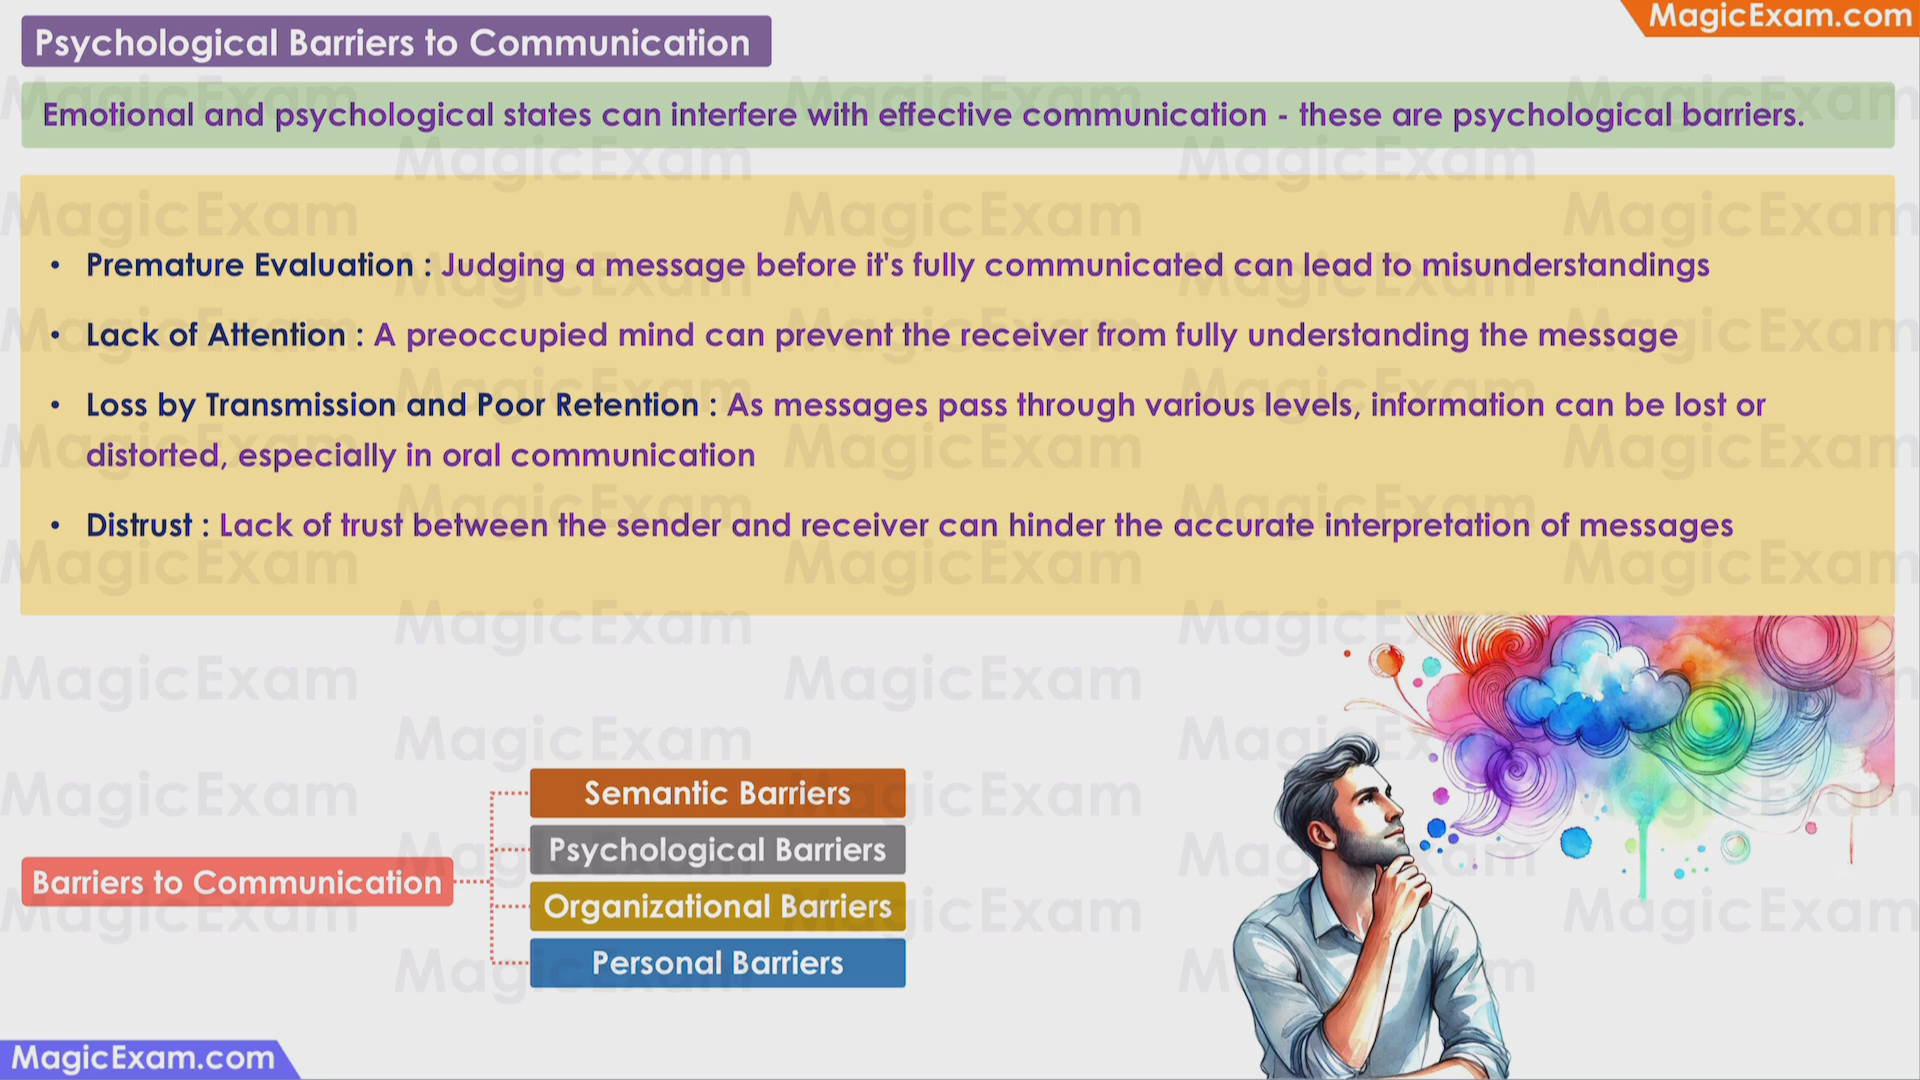 Psychological Barriers to Communication
MagicExam.com
Emotional and psychological states can interfere with effective communication - these are psychological barriers.
• Premature Evaluation : Judging a message before it's fully communicated can lead to misunderstandings
• Lack of Attention : A preoccupied mind can prevent the receiver from fully understanding the message
• Loss by Transmission and Poor Retention : As messages pass through various levels, information can be lost or
distorted, especially in oral communication
• Distrust : Lack of trust between the sender and receiver can hinder the accurate interpretation of messages
Barriers to Communication
Semantic Barriers
Psychological Barriers
Organizational Barriers
Personal Barriers
MagicExam.com
MagicExam